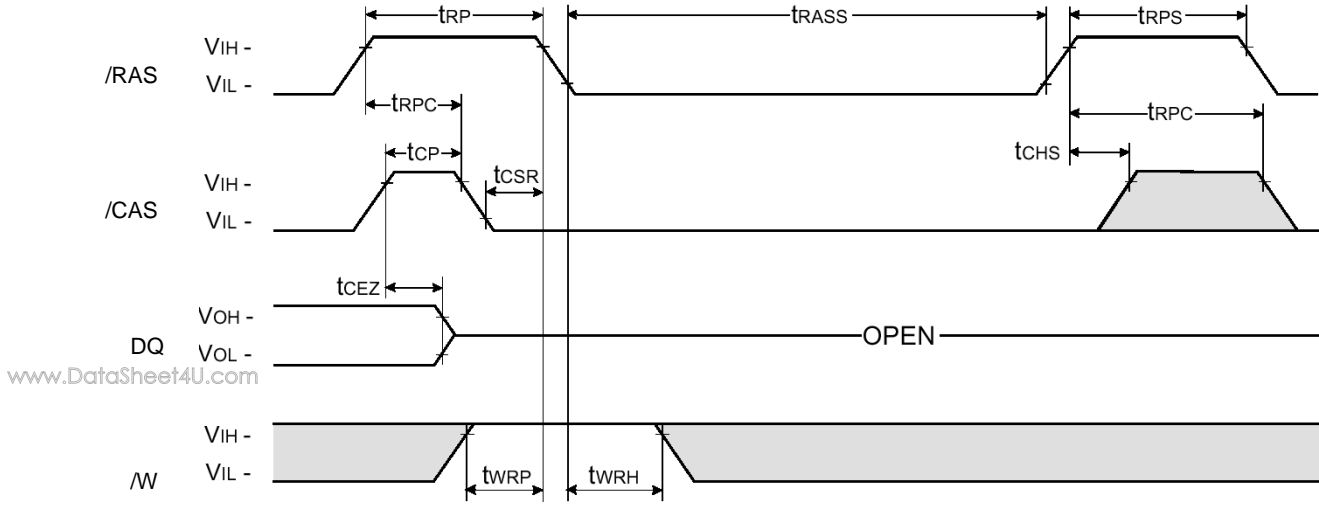 tRP
tRASS
tRPS
/RAS
VIH -
VIL -
tRPC
tRPC
tCP
tCSR
tCHS
/CAS
VIH -
VIL -
tCEZ
DQ
VOH -
VOL -
OPEN
www.DataSheet4U.com
/W
VIH -
VIL -
tWRP
tWRH